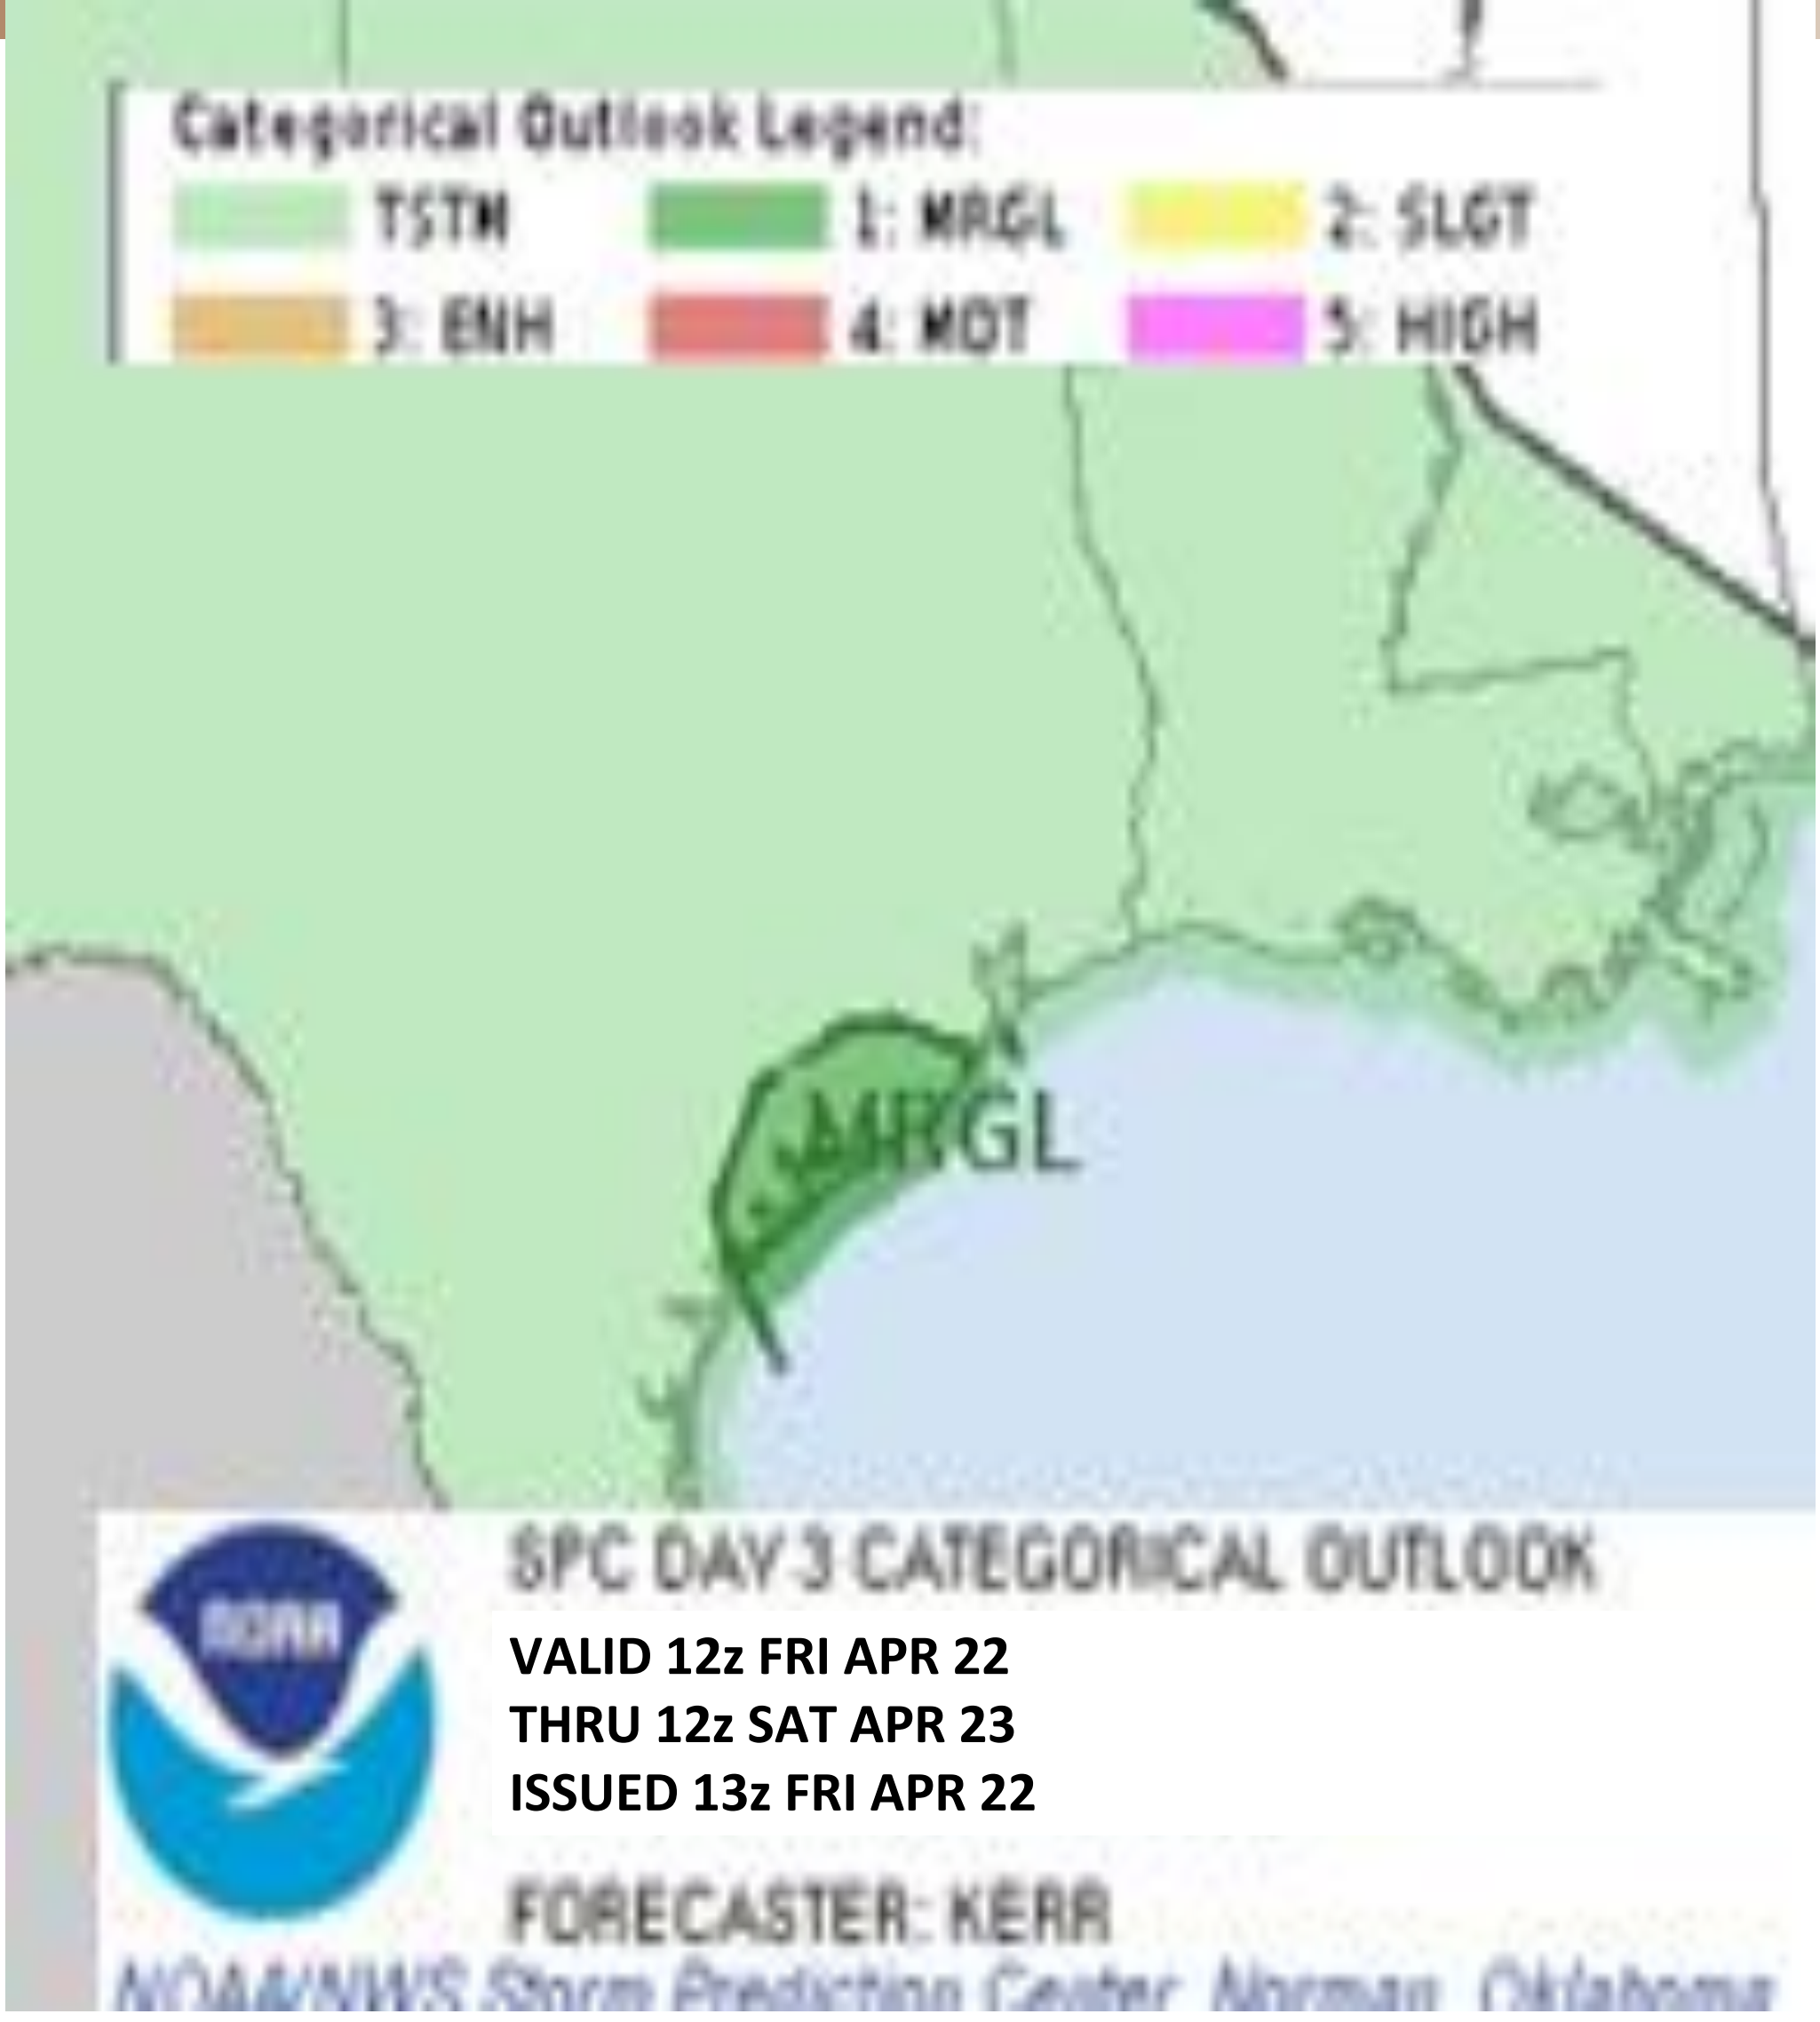 Categorical Outlook Legend:
TSTM 1: MRGL 2: SLGT
3: ENH 4: MDT 5: HIGH
MRGL
NOAA
SPC DAY 3 CATEGORICAL OUTLOOK
VALID 12z FRI APR 22
THRU 12z SAT APR 23
ISSUED 13z FRI APR 22
FORECASTER: KERR
NOAA/NWS Storm Prediction Center, Norman, Oklahoma